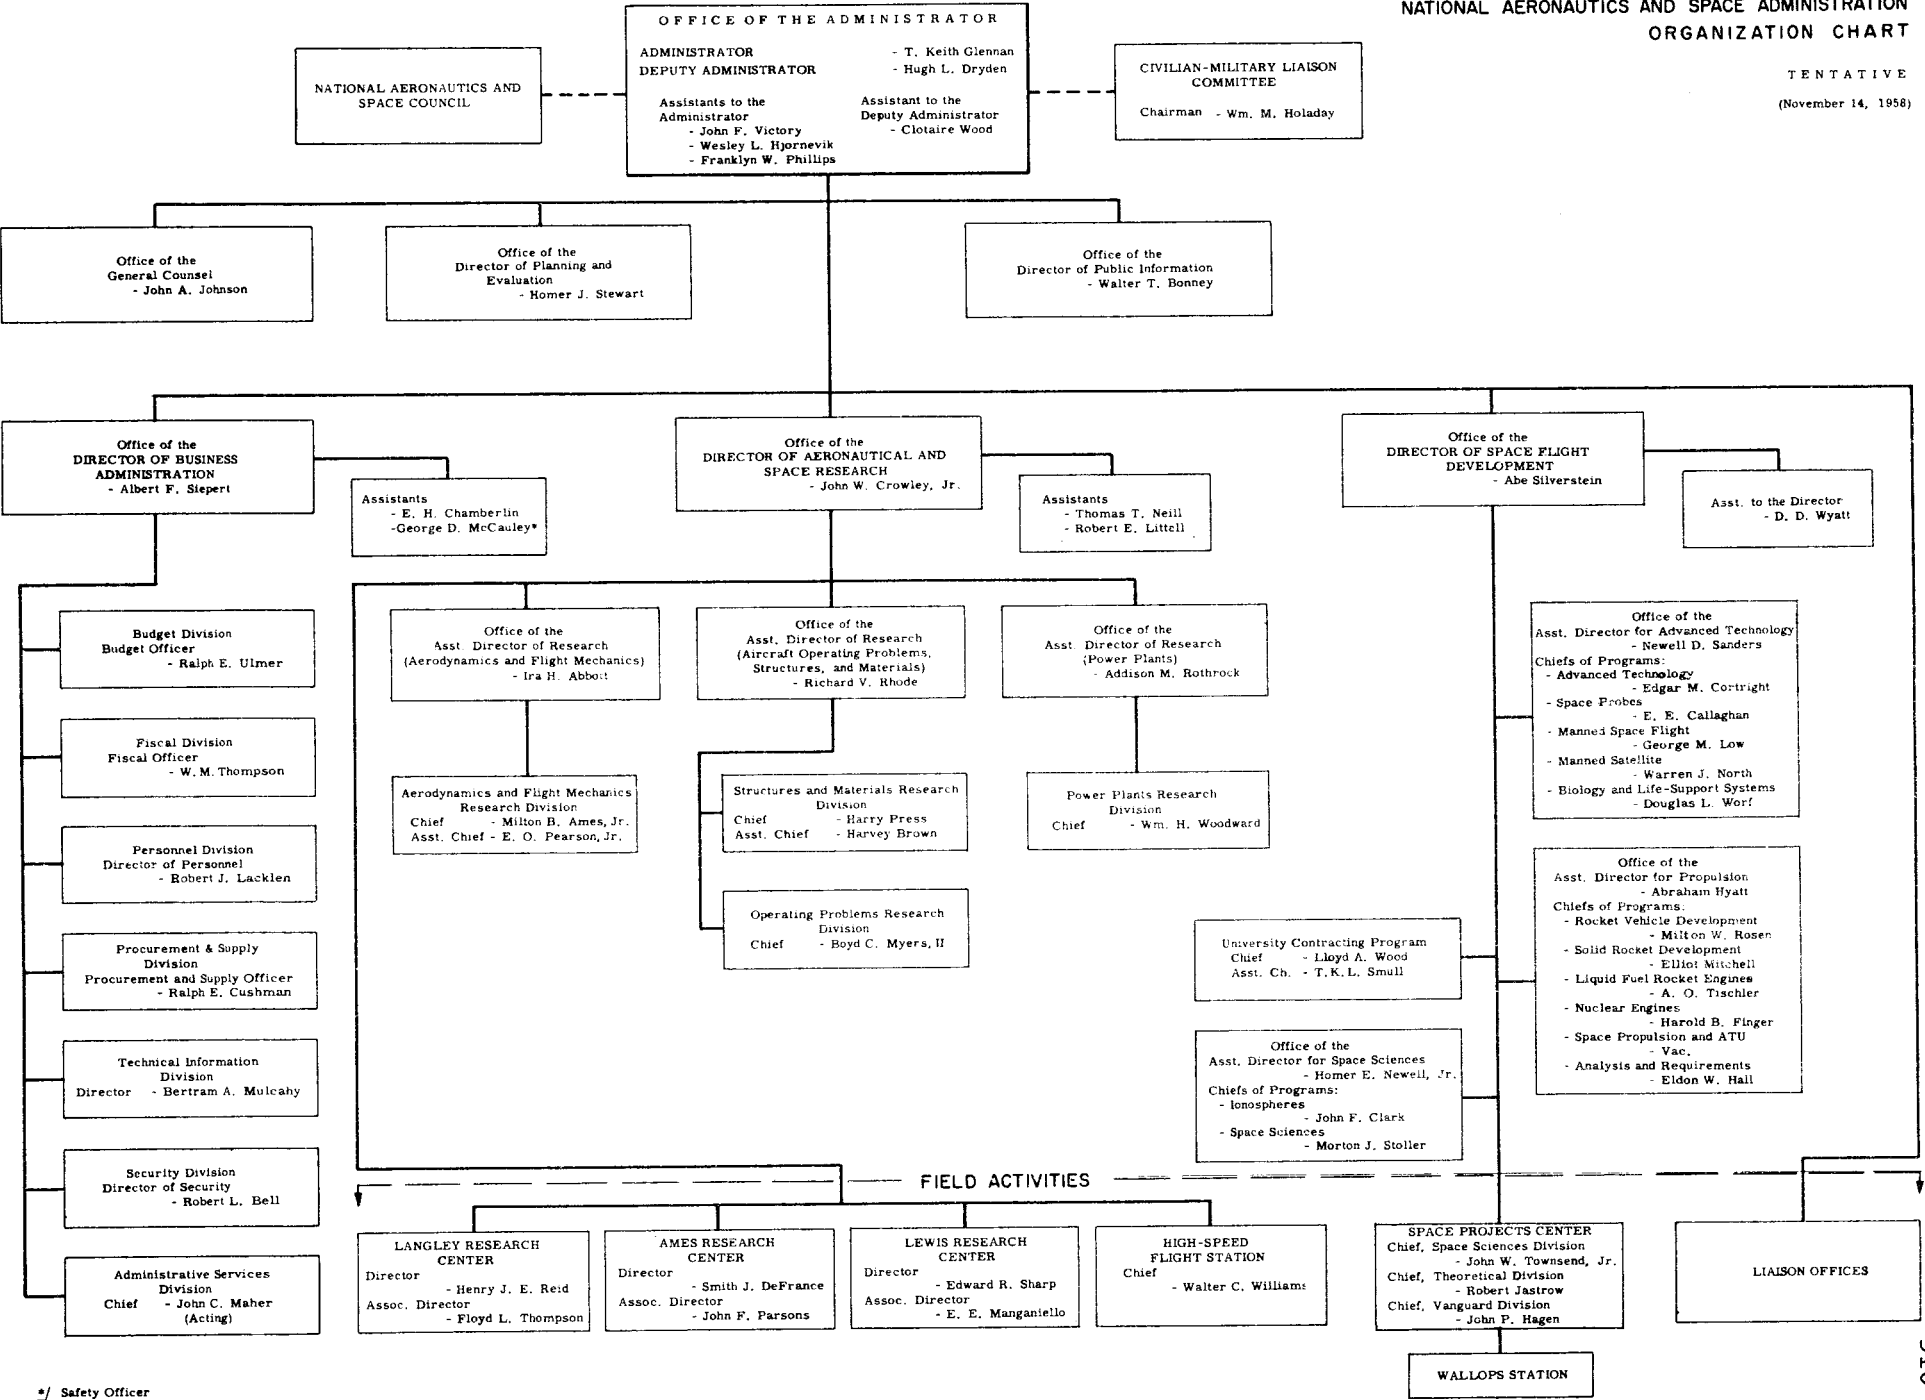 NATIONAL AERONAUTICS AND SPACE ADMINISTRATION
ORGANIZATION CHART
TENTATIVE
(November 14, 1958)
OFFICE OF THE ADMINISTRATOR
ADMINISTRATOR - T. Keith Glennan
DEPUTY ADMINISTRATOR - Hugh L. Dryden
Assistants to the
Administrator
- John F. Victory
- Wesley L. Hjornevik
- Franklyn W. Phillips
Assistant to the
Deputy Administrator
- Clotaire Wood
NATIONAL AERONAUTICS AND
SPACE COUNCIL
CIVILIAN-MILITARY LIAISON
COMMITTEE
Chairman - Wm. M. Holaday
Office of the
General Counsel
- John A. Johnson
Office of the
Director of Planning and
Evaluation
- Homer J. Stewart
Office of the
Director of Public Information
- Walter T. Bonney
Office of the
DIRECTOR OF BUSINESS
ADMINISTRATION
- Albert F. Siepert
Assistants
- E. H. Chamberlin
-George D. McCauley*
Office of the
DIRECTOR OF AERONAUTICAL AND
SPACE RESEARCH
- John W. Crowley, Jr.
Assistants
- Thomas T. Neill
- Robert E. Littell
Office of the
DIRECTOR OF SPACE FLIGHT
DEVELOPMENT
- Abe Silverstein
Asst. to the Director
- D. D. Wyatt
Budget Division
Budget Officer
- Ralph E. Ulmer
Fiscal Division
Fiscal Officer
- W. M. Thompson
Personnel Division
Director of Personnel
- Robert J. Lacklen
Procurement & Supply
Division
Procurement and Supply Officer
- Ralph E. Cushman
Technical Information
Division
Director - Bertram A. Mulcahy
Security Division
Director of Security
- Robert L. Bell
Administrative Services
Division
Chief - John C. Maher
(Acting)
Office of the
Asst. Director of Research
(Aerodynamics and Flight Mechanics)
- Ira H. Abbott
Aerodynamics and Flight Mechanics
Research Division
Chief - Milton B. Ames, Jr.
Asst. Chief - E. O. Pearson, Jr.
Office of the
Asst. Director of Research
(Aircraft Operating Problems,
Structures, and Materials)
- Richard V. Rhode
Structures and Materials Research
Division
Chief - Harry Press
Asst. Chief - Harvey Brown
Operating Problems Research
Division
Chief - Boyd C. Myers, II
Office of the
Asst. Director of Research
(Power Plants)
- Addison M. Rothrock
Power Plants Research
Division
Chief - Wm. H. Woodward
Office of the
Asst. Director for Advanced Technology
- Newell D. Sanders
Chiefs of Programs:
- Advanced Technology
- Edgar M. Cortright
- Space Probes
- E. E. Callaghan
- Manned Space Flight
- George M. Low
- Manned Satellite
- Warren J. North
- Biology and Life-Support Systems
- Douglas L. Worf
Office of the
Asst. Director for Propulsion
- Abraham Hyatt
Chiefs of Programs:
- Rocket Vehicle Development
- Milton W. Rosen
- Solid Rocket Development
- Elliot Mitchell
- Liquid Fuel Rocket Engines
- A. O. Tischler
- Nuclear Engines
- Harold B. Finger
- Space Propulsion and ATU
- Vac.
- Analysis and Requirements
- Eldon W. Hall
University Contracting Program
Chief - Lloyd A. Wood
Asst. Ch. - T. K. L. Smull
Office of the
Asst. Director for Space Sciences
- Homer E. Newell, Jr.
Chiefs of Programs:
- Ionospheres
- John F. Clark
- Space Sciences
- Morton J. Stoller
FIELD ACTIVITIES
LANGLEY RESEARCH
CENTER
Director
- Henry J. E. Reid
Assoc. Director
- Floyd L. Thompson
AMES RESEARCH
CENTER
Director
- Smith J. DeFrance
Assoc. Director
- John F. Parsons
LEWIS RESEARCH
CENTER
Director
- Edward R. Sharp
Assoc. Director
- E. E. Manganiello
HIGH-SPEED
FLIGHT STATION
Chief
- Walter C. Williams
SPACE PROJECTS CENTER
Chief, Space Sciences Division
- John W. Townsend, Jr.
Chief, Theoretical Division
- Robert Jastrow
Chief, Vanguard Division
- John P. Hagen
LIAISON OFFICES
WALLOPS STATION
*/ Safety Officer